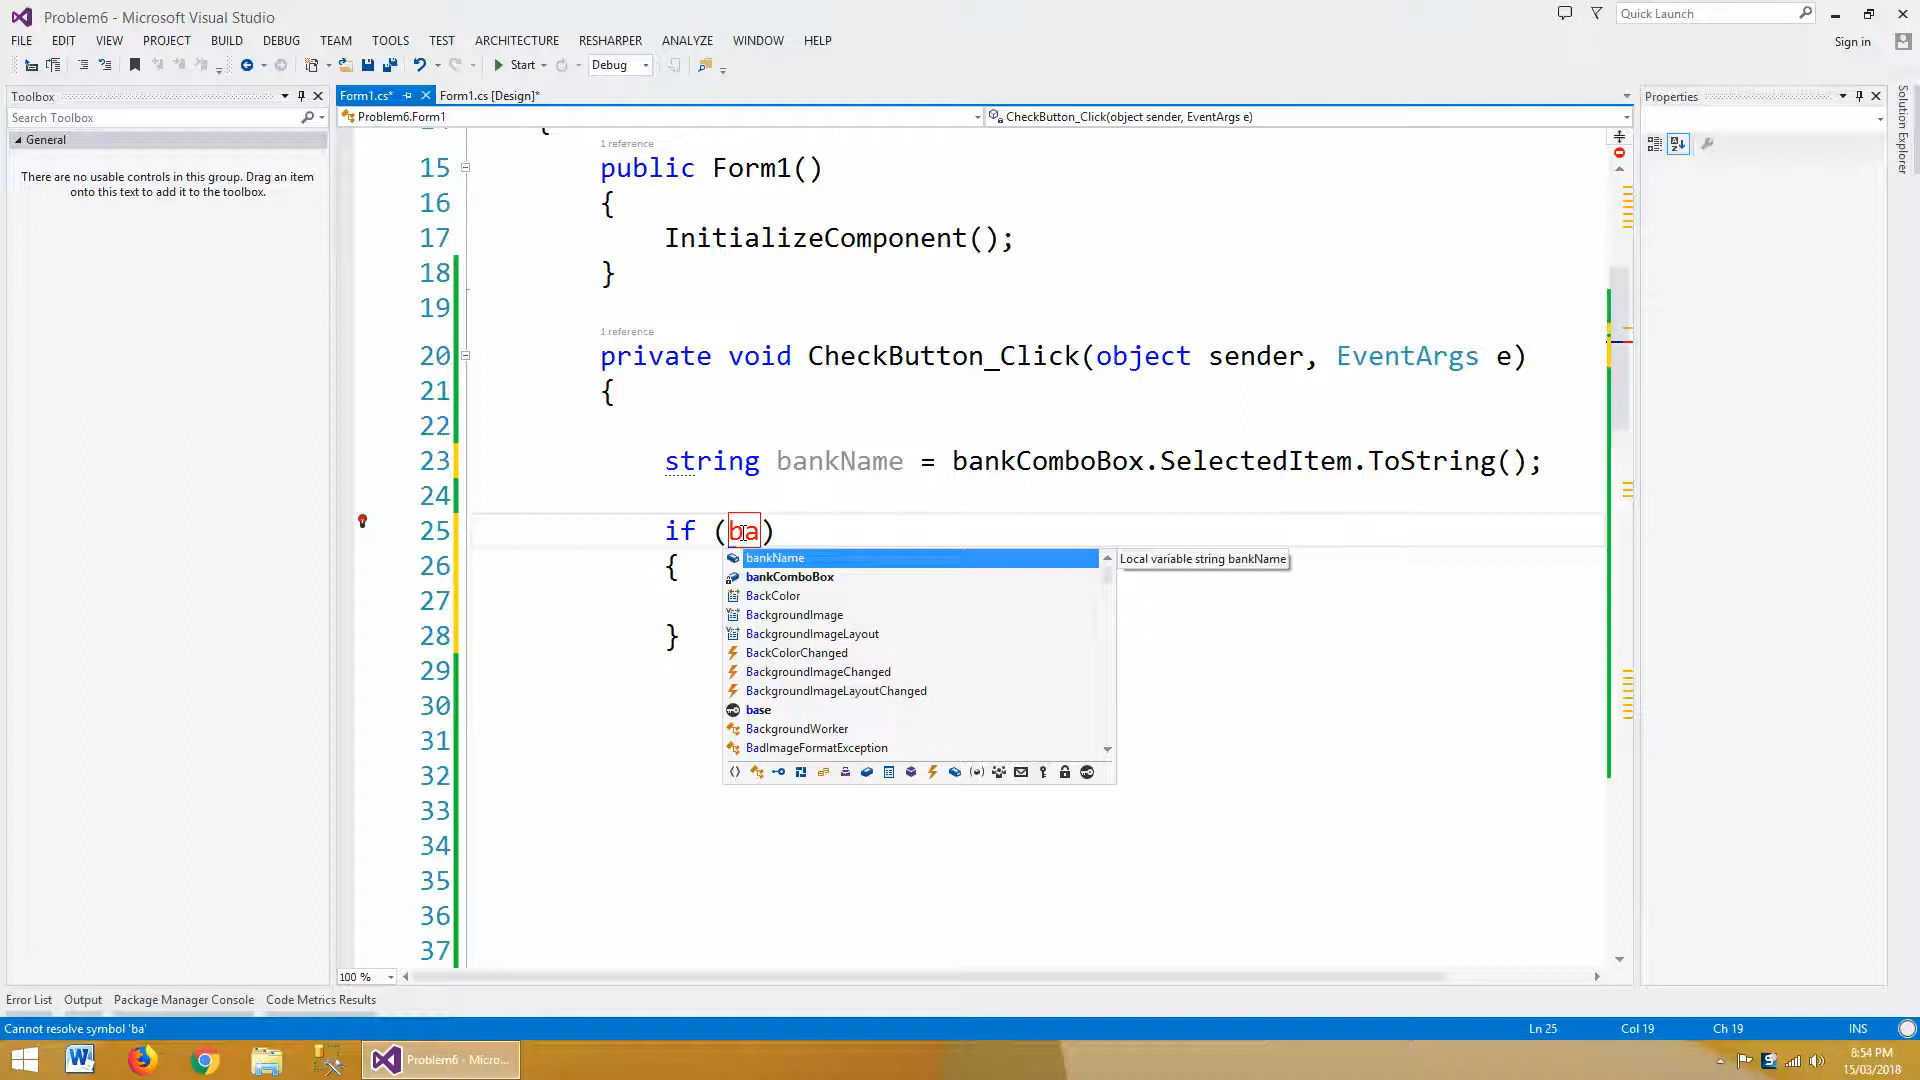 Problem6 - Microsoft Visual Studio
Quick Launch
FILE EDIT VIEW PROJECT BUILD DEBUG TEAM TOOLS TEST ARCHITECTURE RESHARPER ANALYZE WINDOW HELP
Sign in
Start Debug
Toolbox
Form1.cs* Form1.cs [Design]*
Properties
Solution Explorer
Search Toolbox
Problem6.Form1
CheckButton_Click(object sender, EventArgs e)
General
There are no usable controls in this group. Drag an item
onto this text to add it to the toolbox.
{
1 reference
15 public Form1()
16 {
17 InitializeComponent();
18 }
19
1 reference
20 private void CheckButton_Click(object sender, EventArgs e)
21 {
22
23 string bankName = bankComboBox.SelectedItem.ToString();
24
25 if (ba)
26 {
27
28 }
29
30
31
32
33
34
35
36
37
bankName
Local variable string bankName
bankComboBox
BackColor
BackgroundImage
BackgroundImageLayout
BackColorChanged
BackgroundImageChanged
BackgroundImageLayoutChanged
base
BackgroundWorker
BadImageFormatException
100 %
Error List Output Package Manager Console Code Metrics Results
Cannot resolve symbol 'ba'
Ln 25 Col 19 Ch 19 INS
Problem6 - Micro...
8:54 PM
15/03/2018